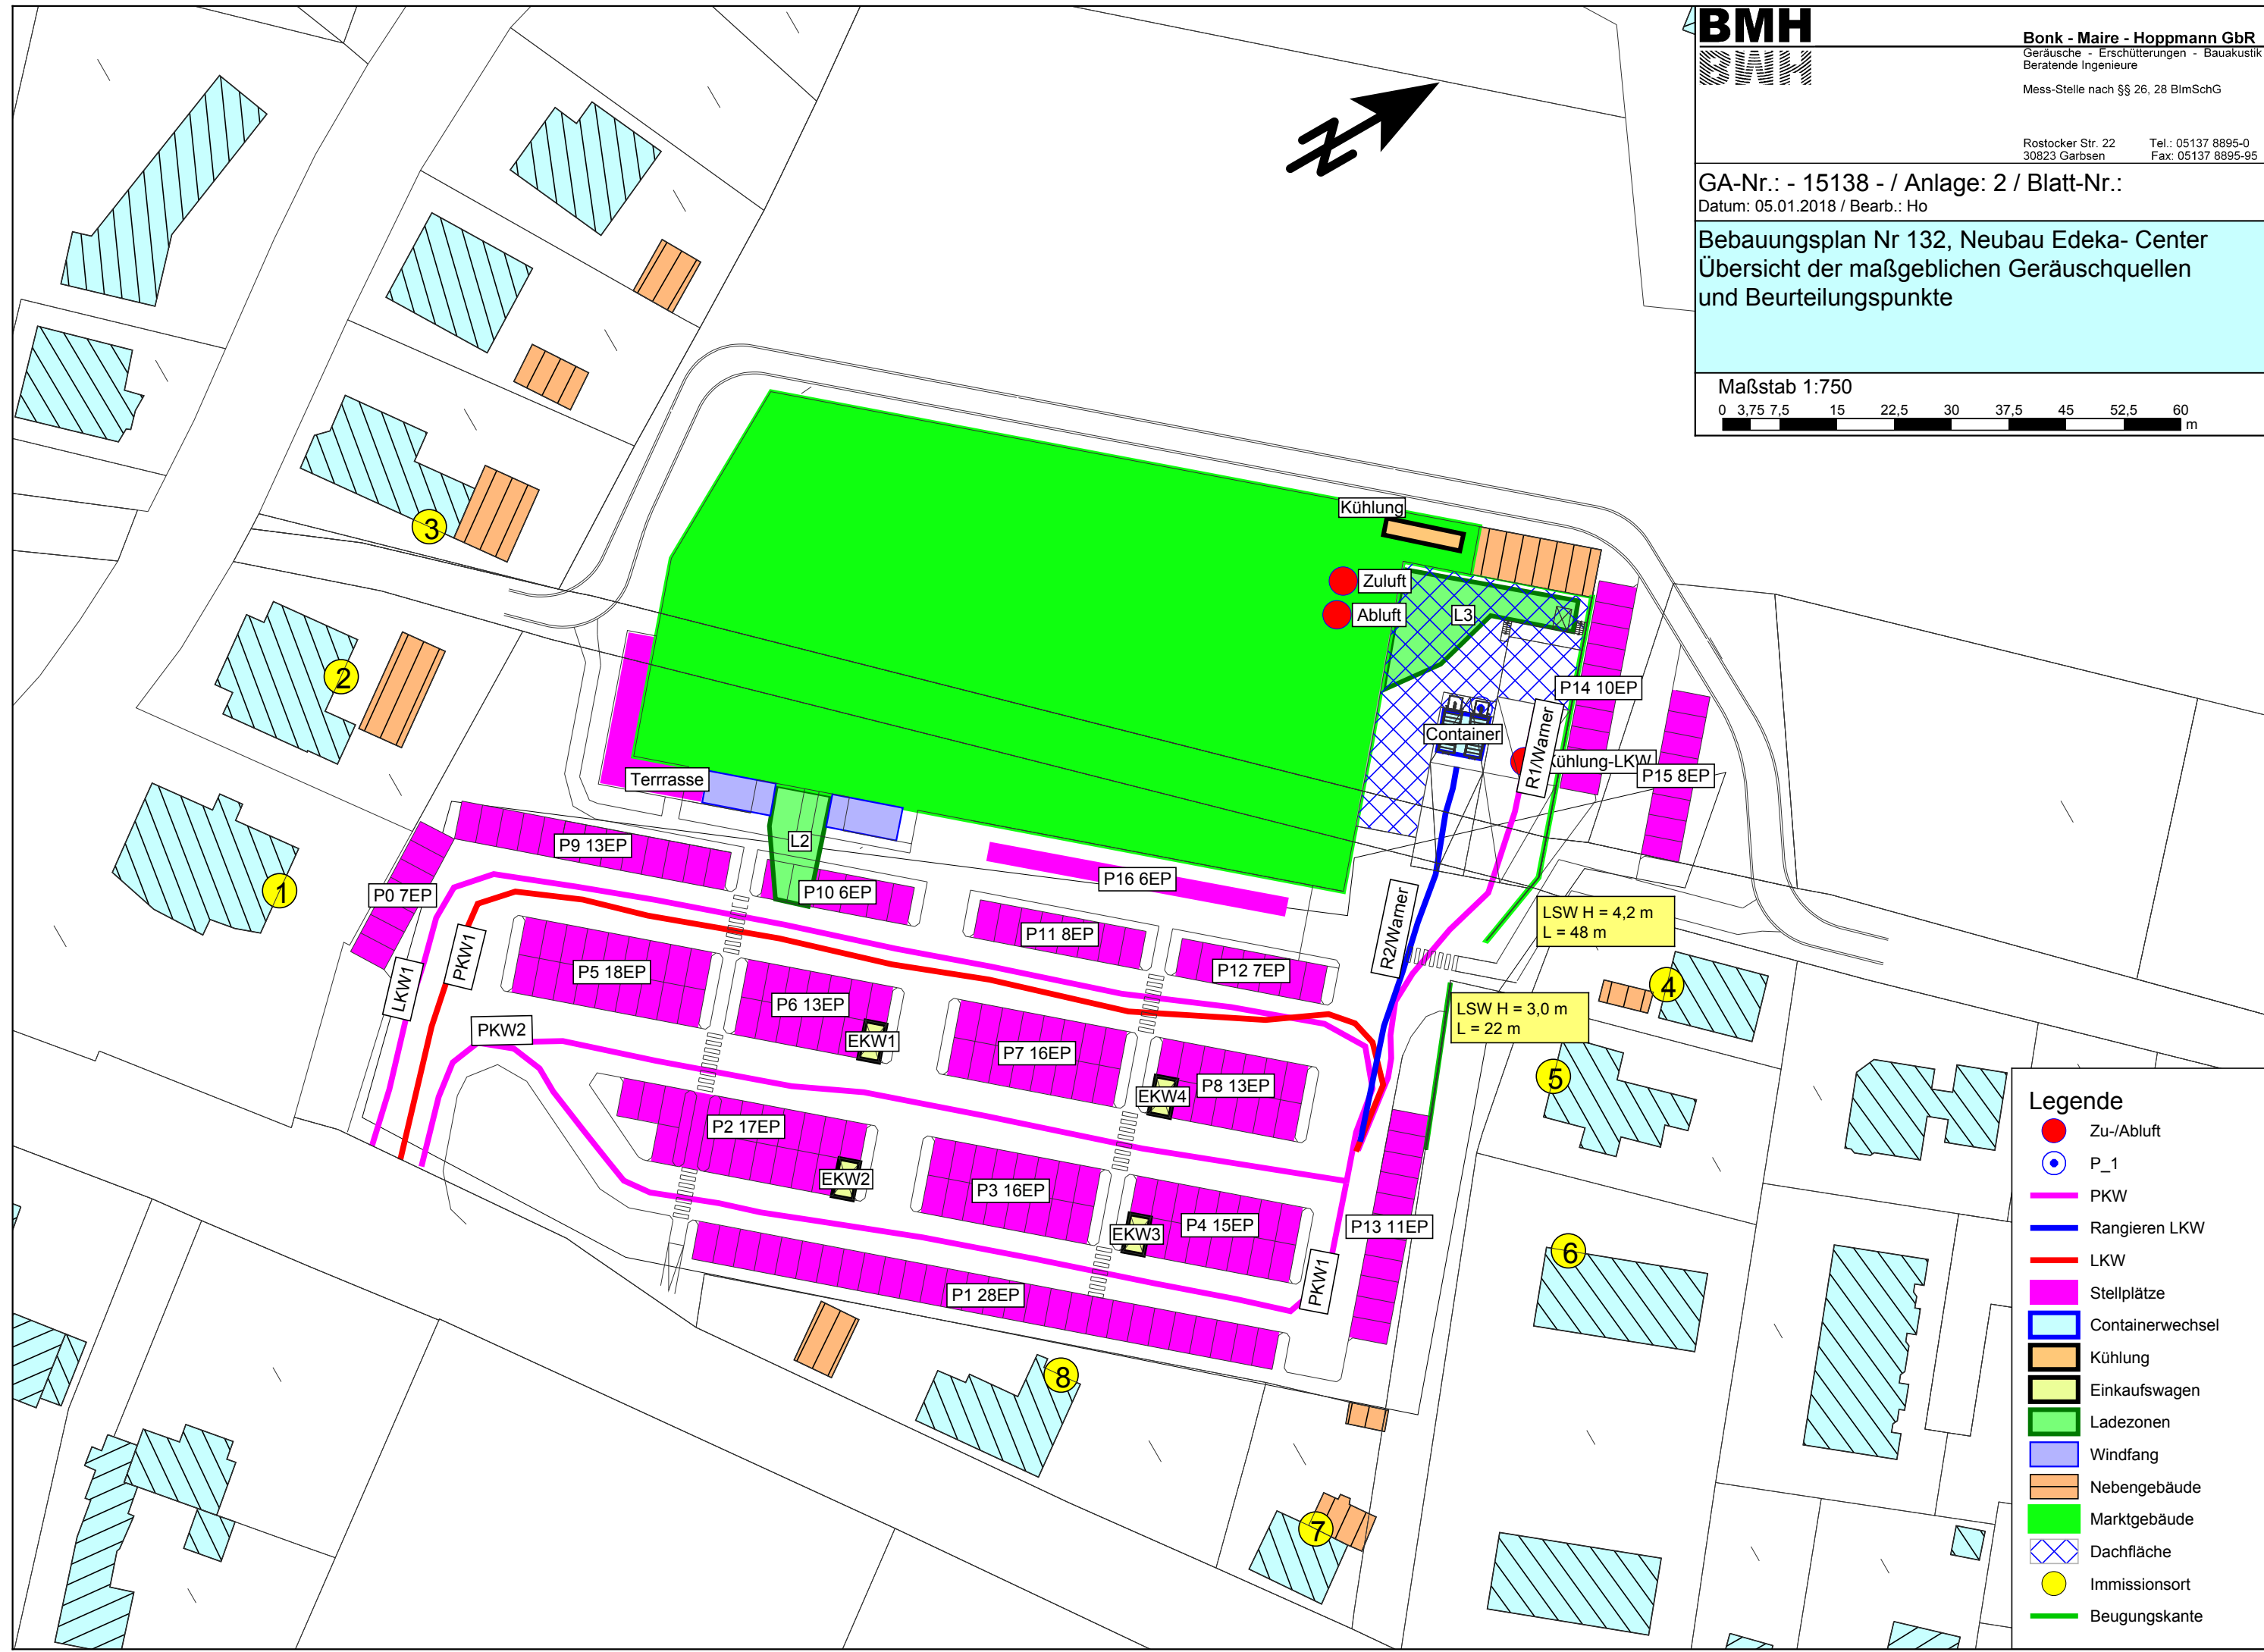 BMH
BMH
Bonk - Maire - Hoppmann GbR
Geräusche - Erschütterungen - Bauakustik
Beratende Ingenieure
Mess-Stelle nach §§ 26, 28 BImSchG
Rostocker Str. 22 Tel.: 05137 8895-0
30823 Garbsen Fax: 05137 8895-95
GA-Nr.: - 15138 - / Anlage: 2 / Blatt-Nr.:
Datum: 05.01.2018 / Bearb.: Ho
Bebauungsplan Nr 132, Neubau Edeka- Center
Übersicht der maßgeblichen Geräuschquellen
und Beurteilungspunkte
Maßstab 1:750
0 3,75 7,5 15 22,5 30 37,5 45 52,5 60
m
Kühlung
3
Zuluft
Abluft
L3
2
P14 10EP
Container
R1/Warner
Kühlung-LKW
P15 8EP
Terrrasse
L2
P9 13EP
P10 6EP
P16 6EP
1
P0 7EP
LSW H = 4,2 m
L = 48 m
R2/Warner
P11 8EP
P12 7EP
PKW1
LKW1
P5 18EP
P6 13EP
4
LSW H = 3,0 m
L = 22 m
PKW2
EKW1
P7 16EP
P8 13EP
EKW4
5
P2 17EP
EKW2
P3 16EP
EKW3
P4 15EP
P13 11EP
6
P1 28EP
PKW1
8
7
Legende
Zu-/Abluft
P_1
PKW
Rangieren LKW
LKW
Stellplätze
Containerwechsel
Kühlung
Einkaufswagen
Ladezonen
Windfang
Nebengebäude
Marktgebäude
Dachfläche
Immissionsort
Beugungskante